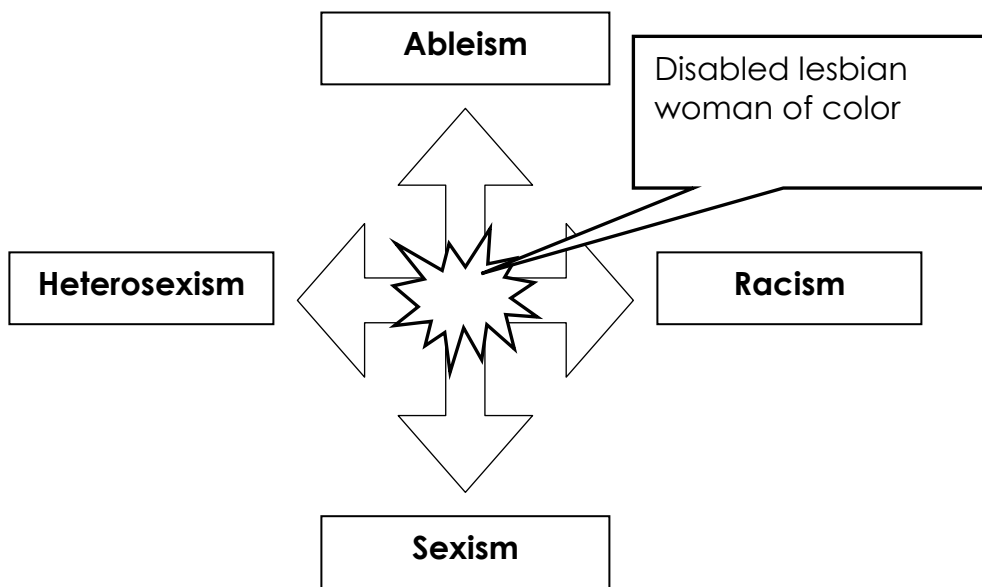 Ableism
Disabled lesbian
woman of color
Heterosexism
Racism
Sexism